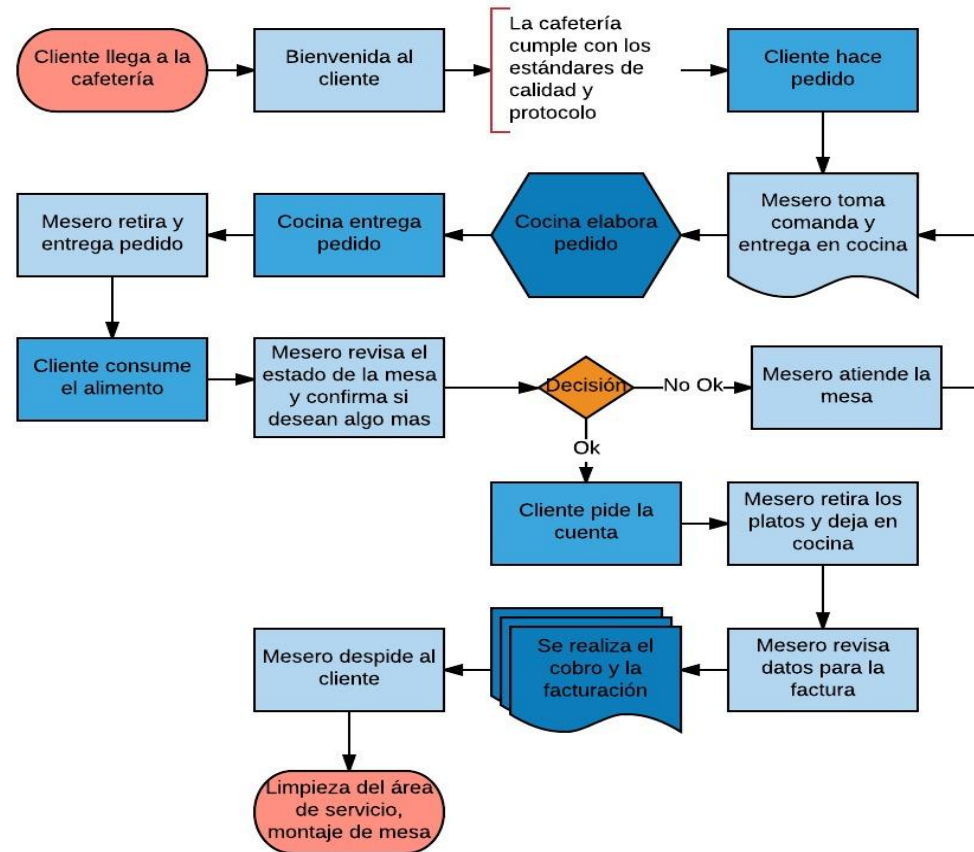 Cliente llega a la
cafetería
Bienvenida al
cliente
La cafetería
cumple con los
estándares de
calidad y
protocolo
Cliente hace
pedido
Mesero toma
comanda y
entrega en cocina
Cocina elabora
pedido
Cocina entrega
pedido
Mesero retira y
entrega pedido
Cliente consume
el alimento
Mesero revisa el
estado de la mesa
y confirma si
desean algo mas
Decisión
No Ok
Mesero atiende la
mesa
Ok
Cliente pide la
cuenta
Mesero retira los
platos y deja en
cocina
Mesero revisa
datos para la
factura
Se realiza el
cobro y la
facturación
Mesero despide al
cliente
Limpieza del área
de servicio,
montaje de mesa